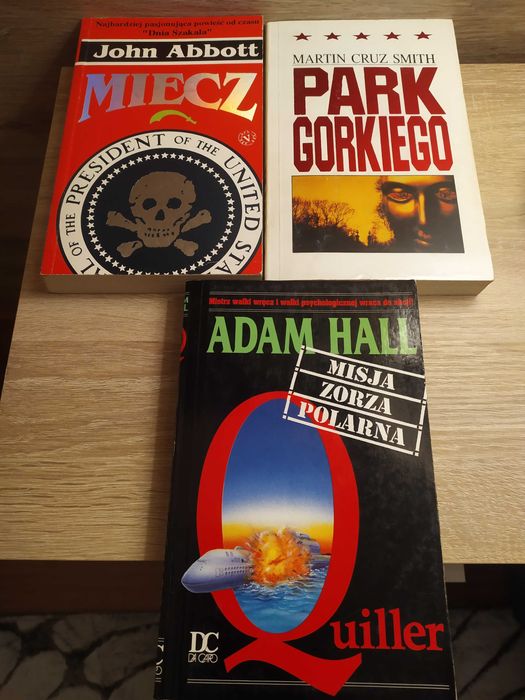 Najbardziej pasjonująca powieść od czasu
"Dnia Szakala"
John Abbott
MIECZ
AL OF THE PRESIDENT OF THE UNITED STA
★ ★ ★ ★ ★
MARTIN CRUZ SMITH
PARK
GORKIEGO
Mistrz walki wręcz i walki psychologicznej wraca do akcji!
ADAM HALL
MISJA
ZORZA
POLARNA
Quiller
DC
DA CAPO